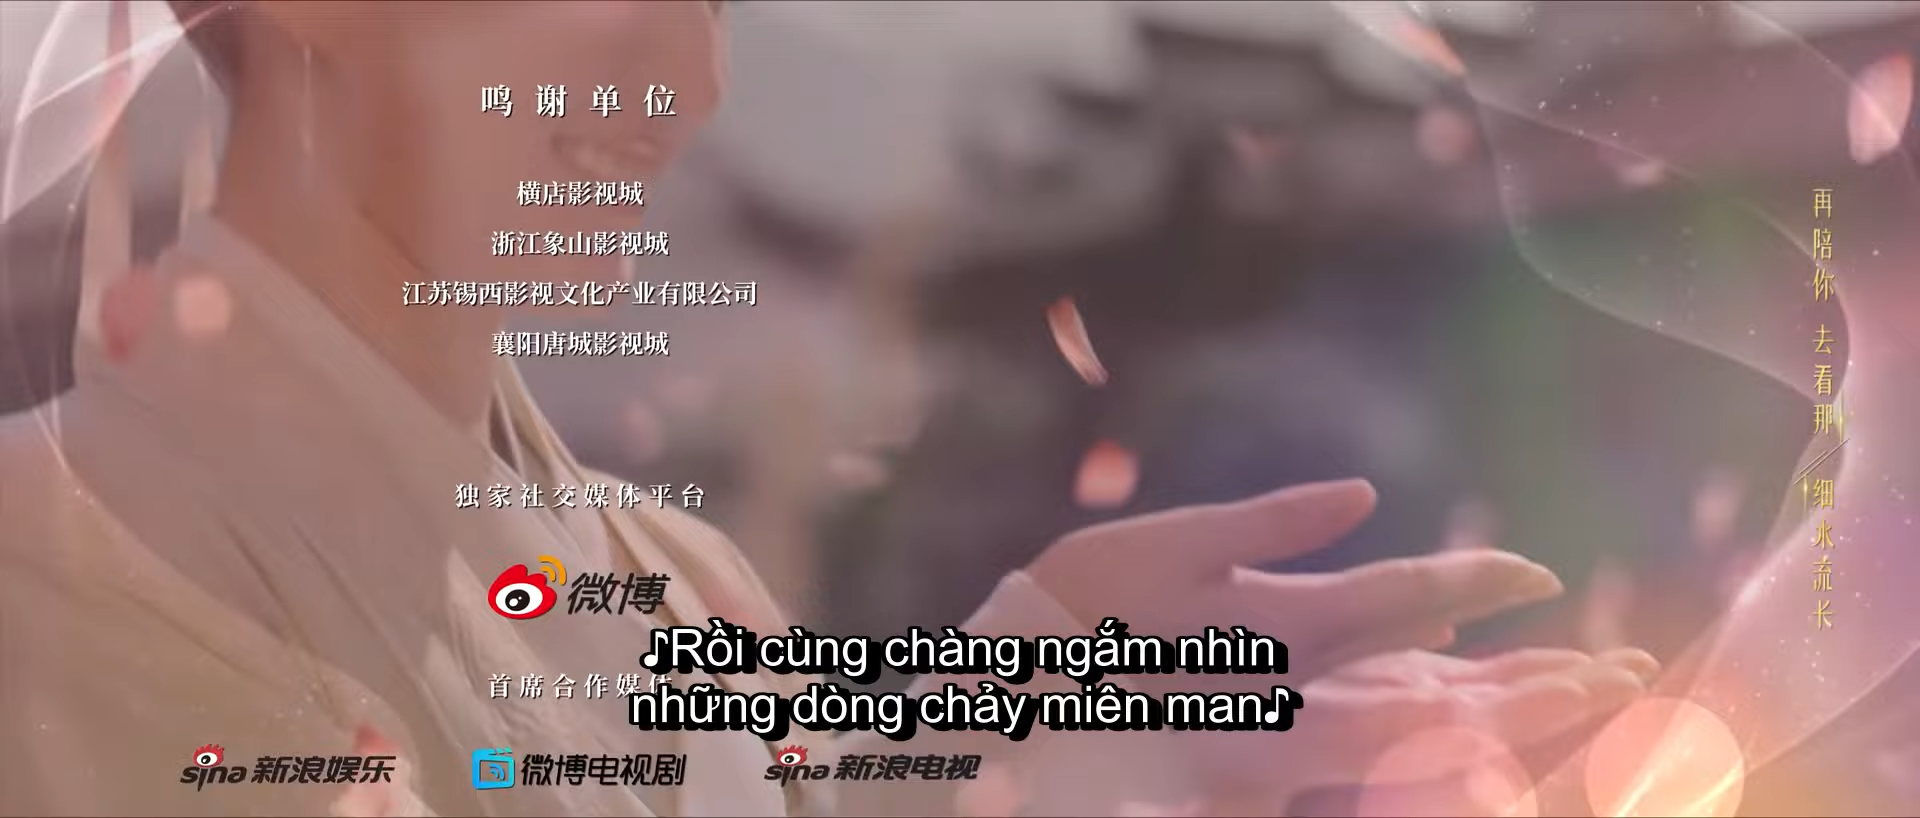 鸣谢单位
横店影视城
浙江象山影视城
江苏锡西影视文化产业有限公司
襄阳唐城影视城
独家社交媒体平台
微博
首席合作媒体
sina新浪娱乐
微博电视剧
sina新浪电视
♪Rồi cùng chàng ngắm nhìn
những dòng chảy miên man♪
再陪你 去看那
细水流长